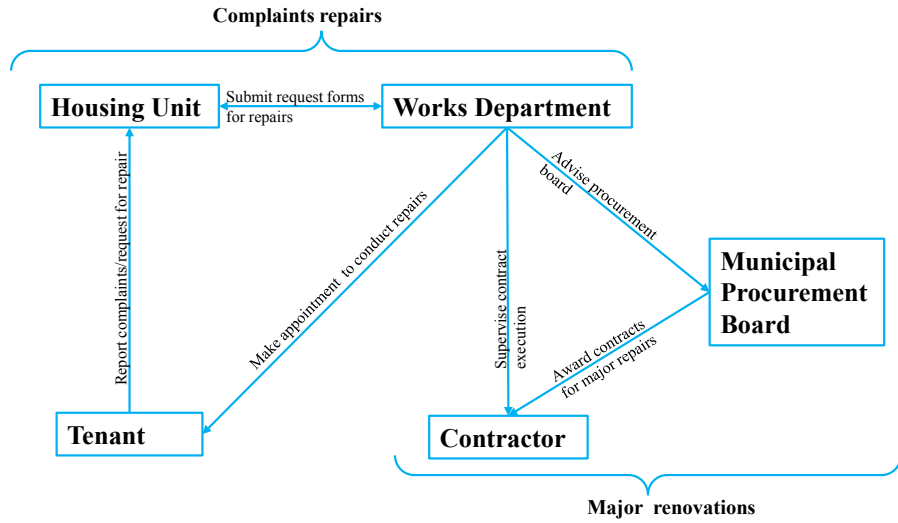 Complaints repairs
Housing Unit
Submit request forms
for repairs
Works Department
Report complaints/request for repair
Make appointment to conduct repairs
Supervise contract
execution
Advise procurement
board
Municipal
Procurement
Board
Award contracts
for major repairs
Tenant
Contractor
Major renovations